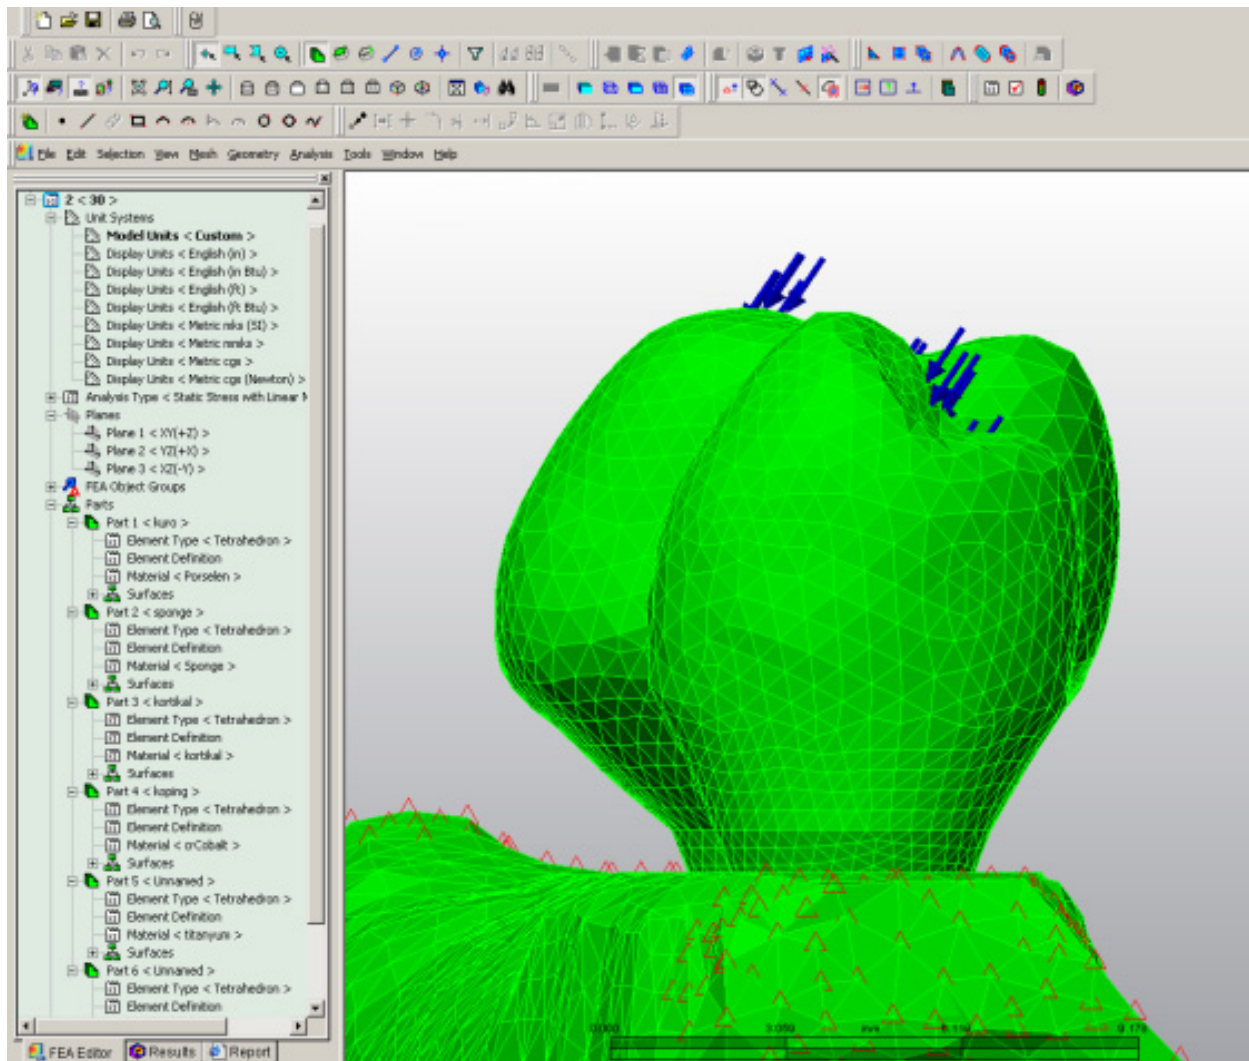 File Edit Selection View Mesh Geometry Analysis Tools Window Help
2 < 30 >
Unit Systems
Model Units < Custom >
Display Units < English (in) >
Display Units < English (in Btu) >
Display Units < English (ft) >
Display Units < English (ft Btu) >
Display Units < Metric mks (SI) >
Display Units < Metric mmks >
Display Units < Metric cgs >
Display Units < Metric cgs (Newton) >
Analysis Type < Static Stress with Linear M
Planes
Plane 1 < XY(+Z) >
Plane 2 < YZ(+X) >
Plane 3 < XZ(-Y) >
FEA Object Groups
Parts
Part 1 < kuro >
Element Type < Tetrahedron >
Element Definition
Material < Porselen >
Surfaces
Part 2 < sponge >
Element Type < Tetrahedron >
Element Definition
Material < Sponge >
Surfaces
Part 3 < kortikal >
Element Type < Tetrahedron >
Element Definition
Material < kortikal >
Surfaces
Part 4 < koping >
Element Type < Tetrahedron >
Element Definition
Material < crCobalt >
Surfaces
Part 5 < Unnamed >
Element Type < Tetrahedron >
Element Definition
Material < titanyum >
Surfaces
Part 6 < Unnamed >
Element Type < Tetrahedron >
Element Definition
0.000 3.059 mm 9.178
FEA Editor Results Report